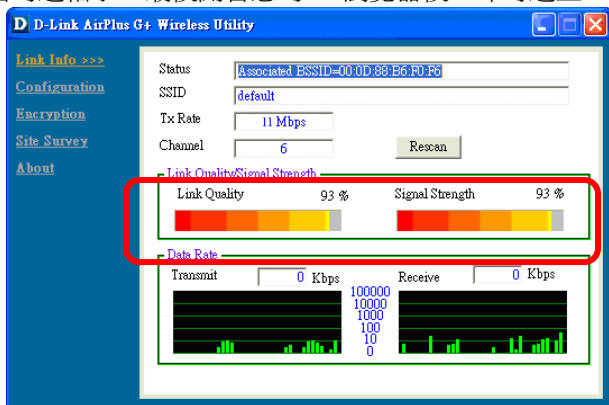 D D-Link AirPlus G+ Wireless Utility
Link Info >>>
Configuration
Encryption
Site Survey
About
Status Associated BSSID=00:0D:88:B6:F0:F6
SSID default
Tx Rate 11 Mbps
Channel 6 Rescan
Link Quality/Signal Strength
Link Quality 93 % Signal Strength 93 %
Data Rate
Transmit 0 Kbps Receive 0 Kbps
100000
10000
1000
100
10
0